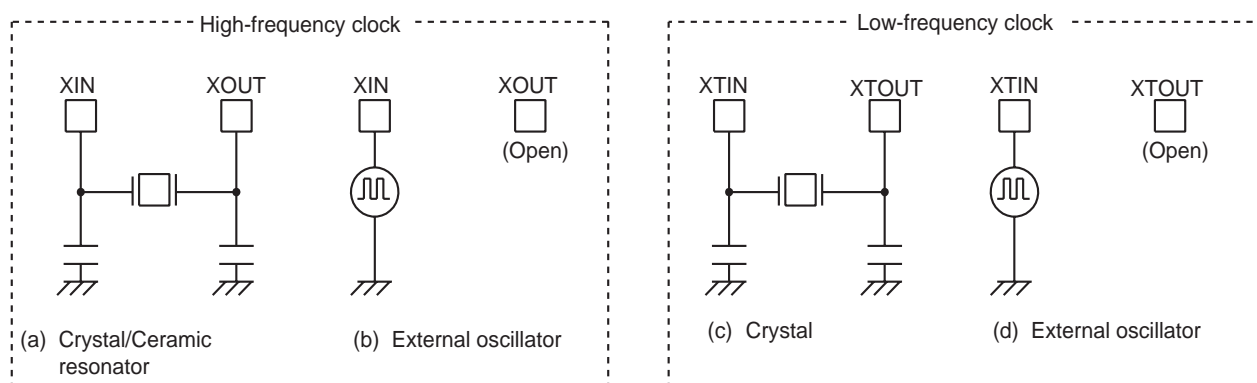 High-frequency clock
XIN
XOUT
XIN
XOUT
(Open)
(a) Crystal/Ceramic
resonator
(b) External oscillator
Low-frequency clock
XTIN
XTOUT
XTIN
XTOUT
(Open)
(c) Crystal
(d) External oscillator